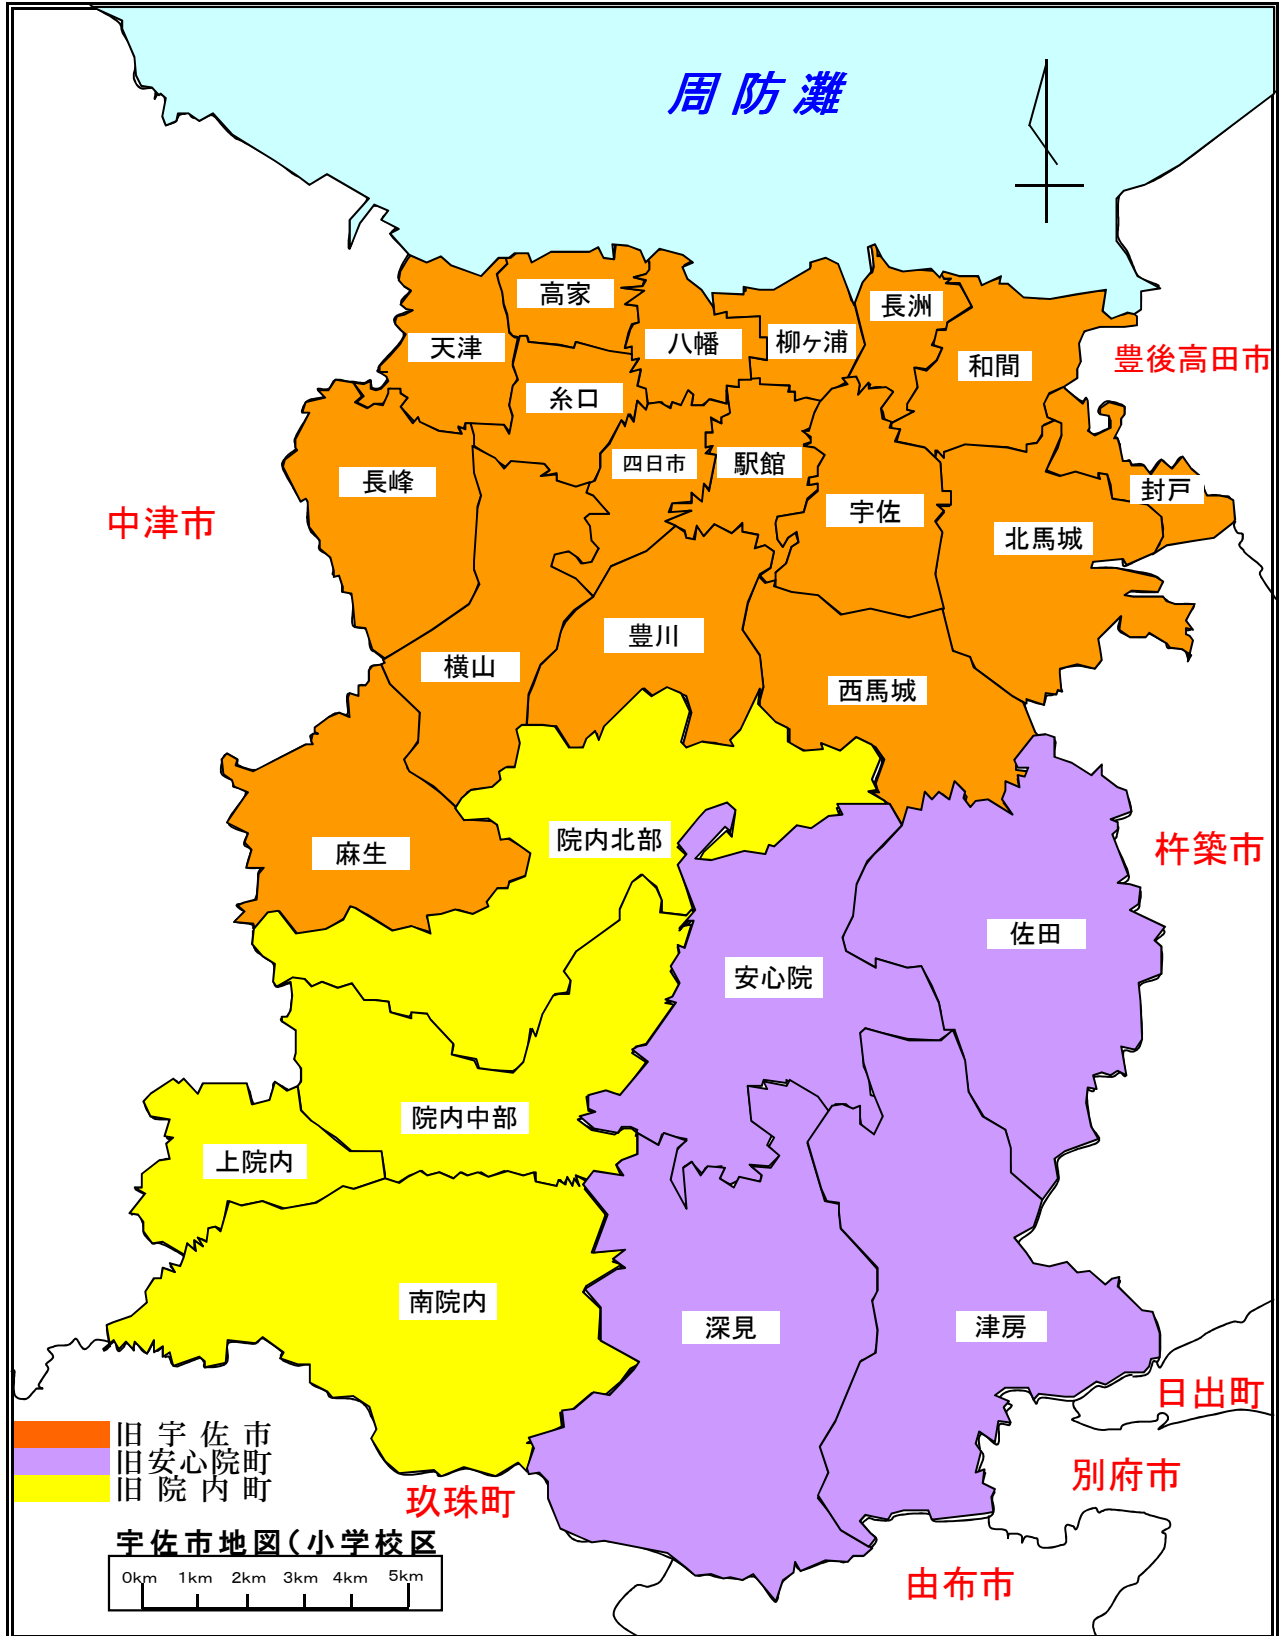 周防灘
高家
長洲
天津
八幡
柳ヶ浦
和間
豊後高田市
糸口
四日市
駅館
長峰
封戸
宇佐
中津市
北馬城
豊川
横山
西馬城
院内北部
麻生
杵築市
佐田
安心院
院内中部
上院内
南院内
深見
津房
日出町
旧宇佐市
旧安心院町
旧院内町
別府市
玖珠町
宇佐市地図(小学校区
0km 1km 2km 3km 4km 5km
由布市